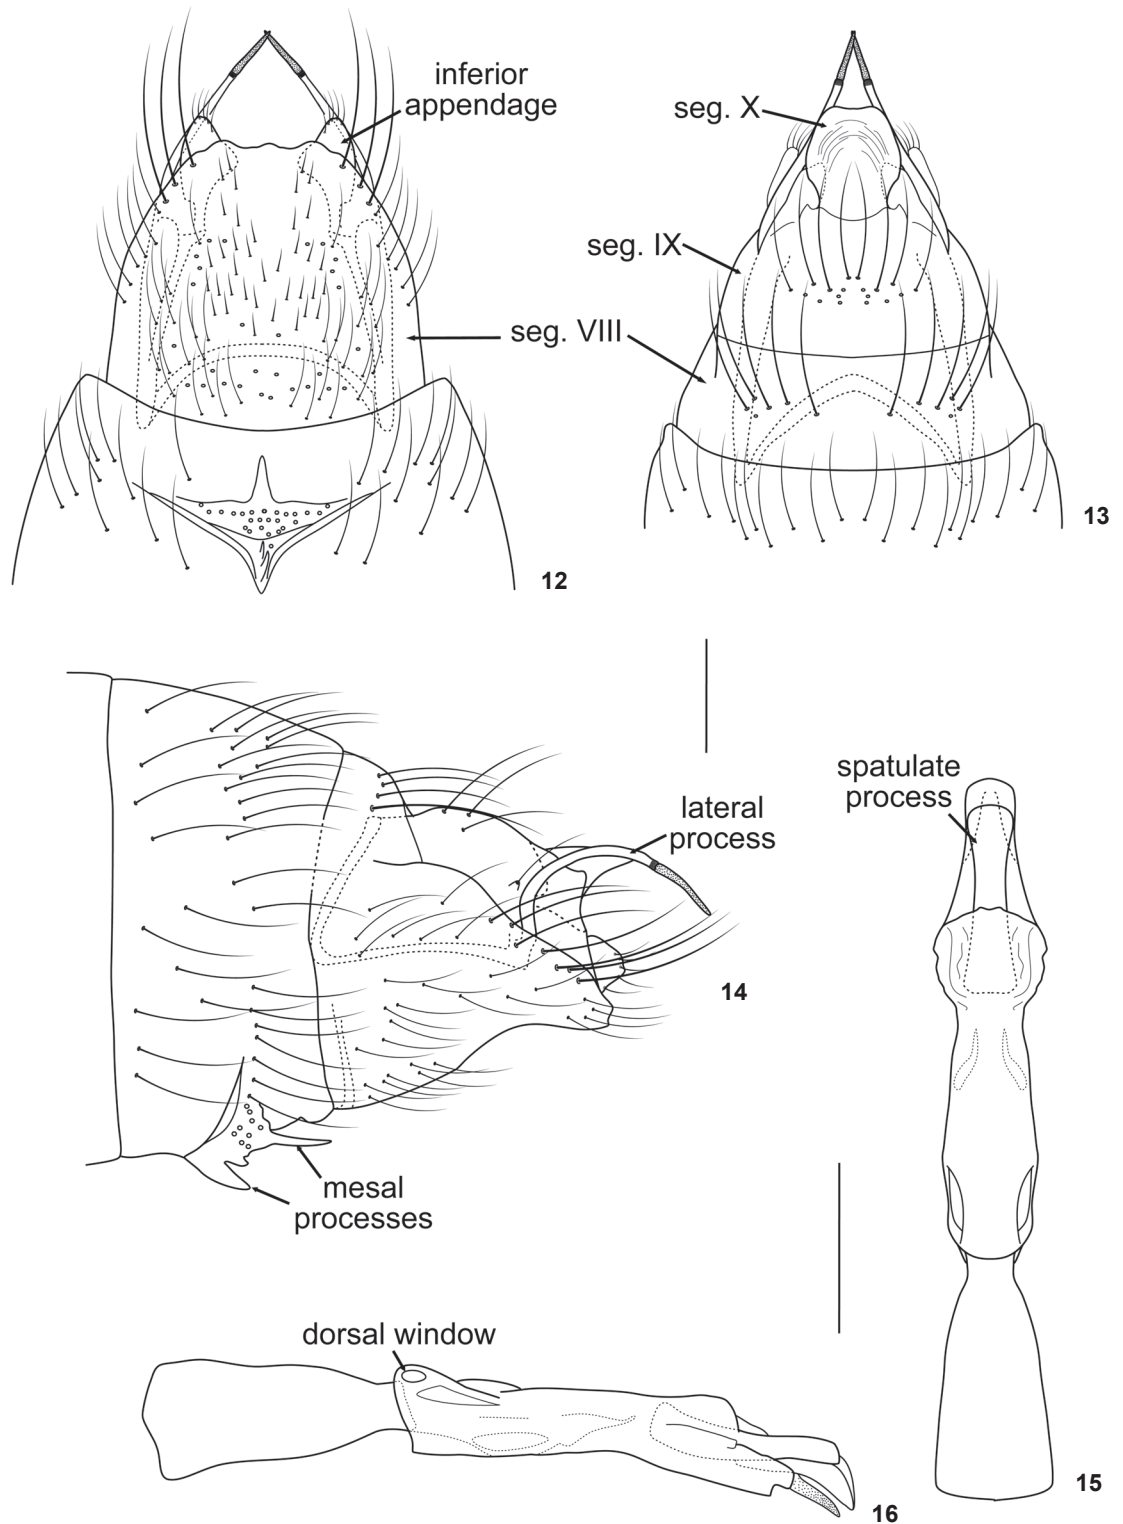 inferior
appendage
seg. X
seg. IX
seg. VIII
12
13
lateral
process
14
mesal
processes
spatulate
process
15
dorsal window
16